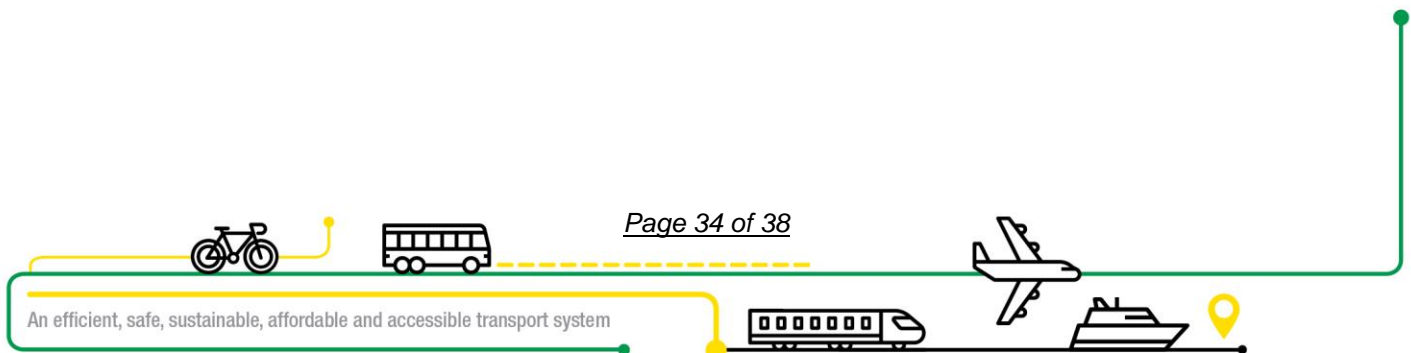 Page 34 of 38
An efficient, safe, sustainable, affordable and accessible transport system